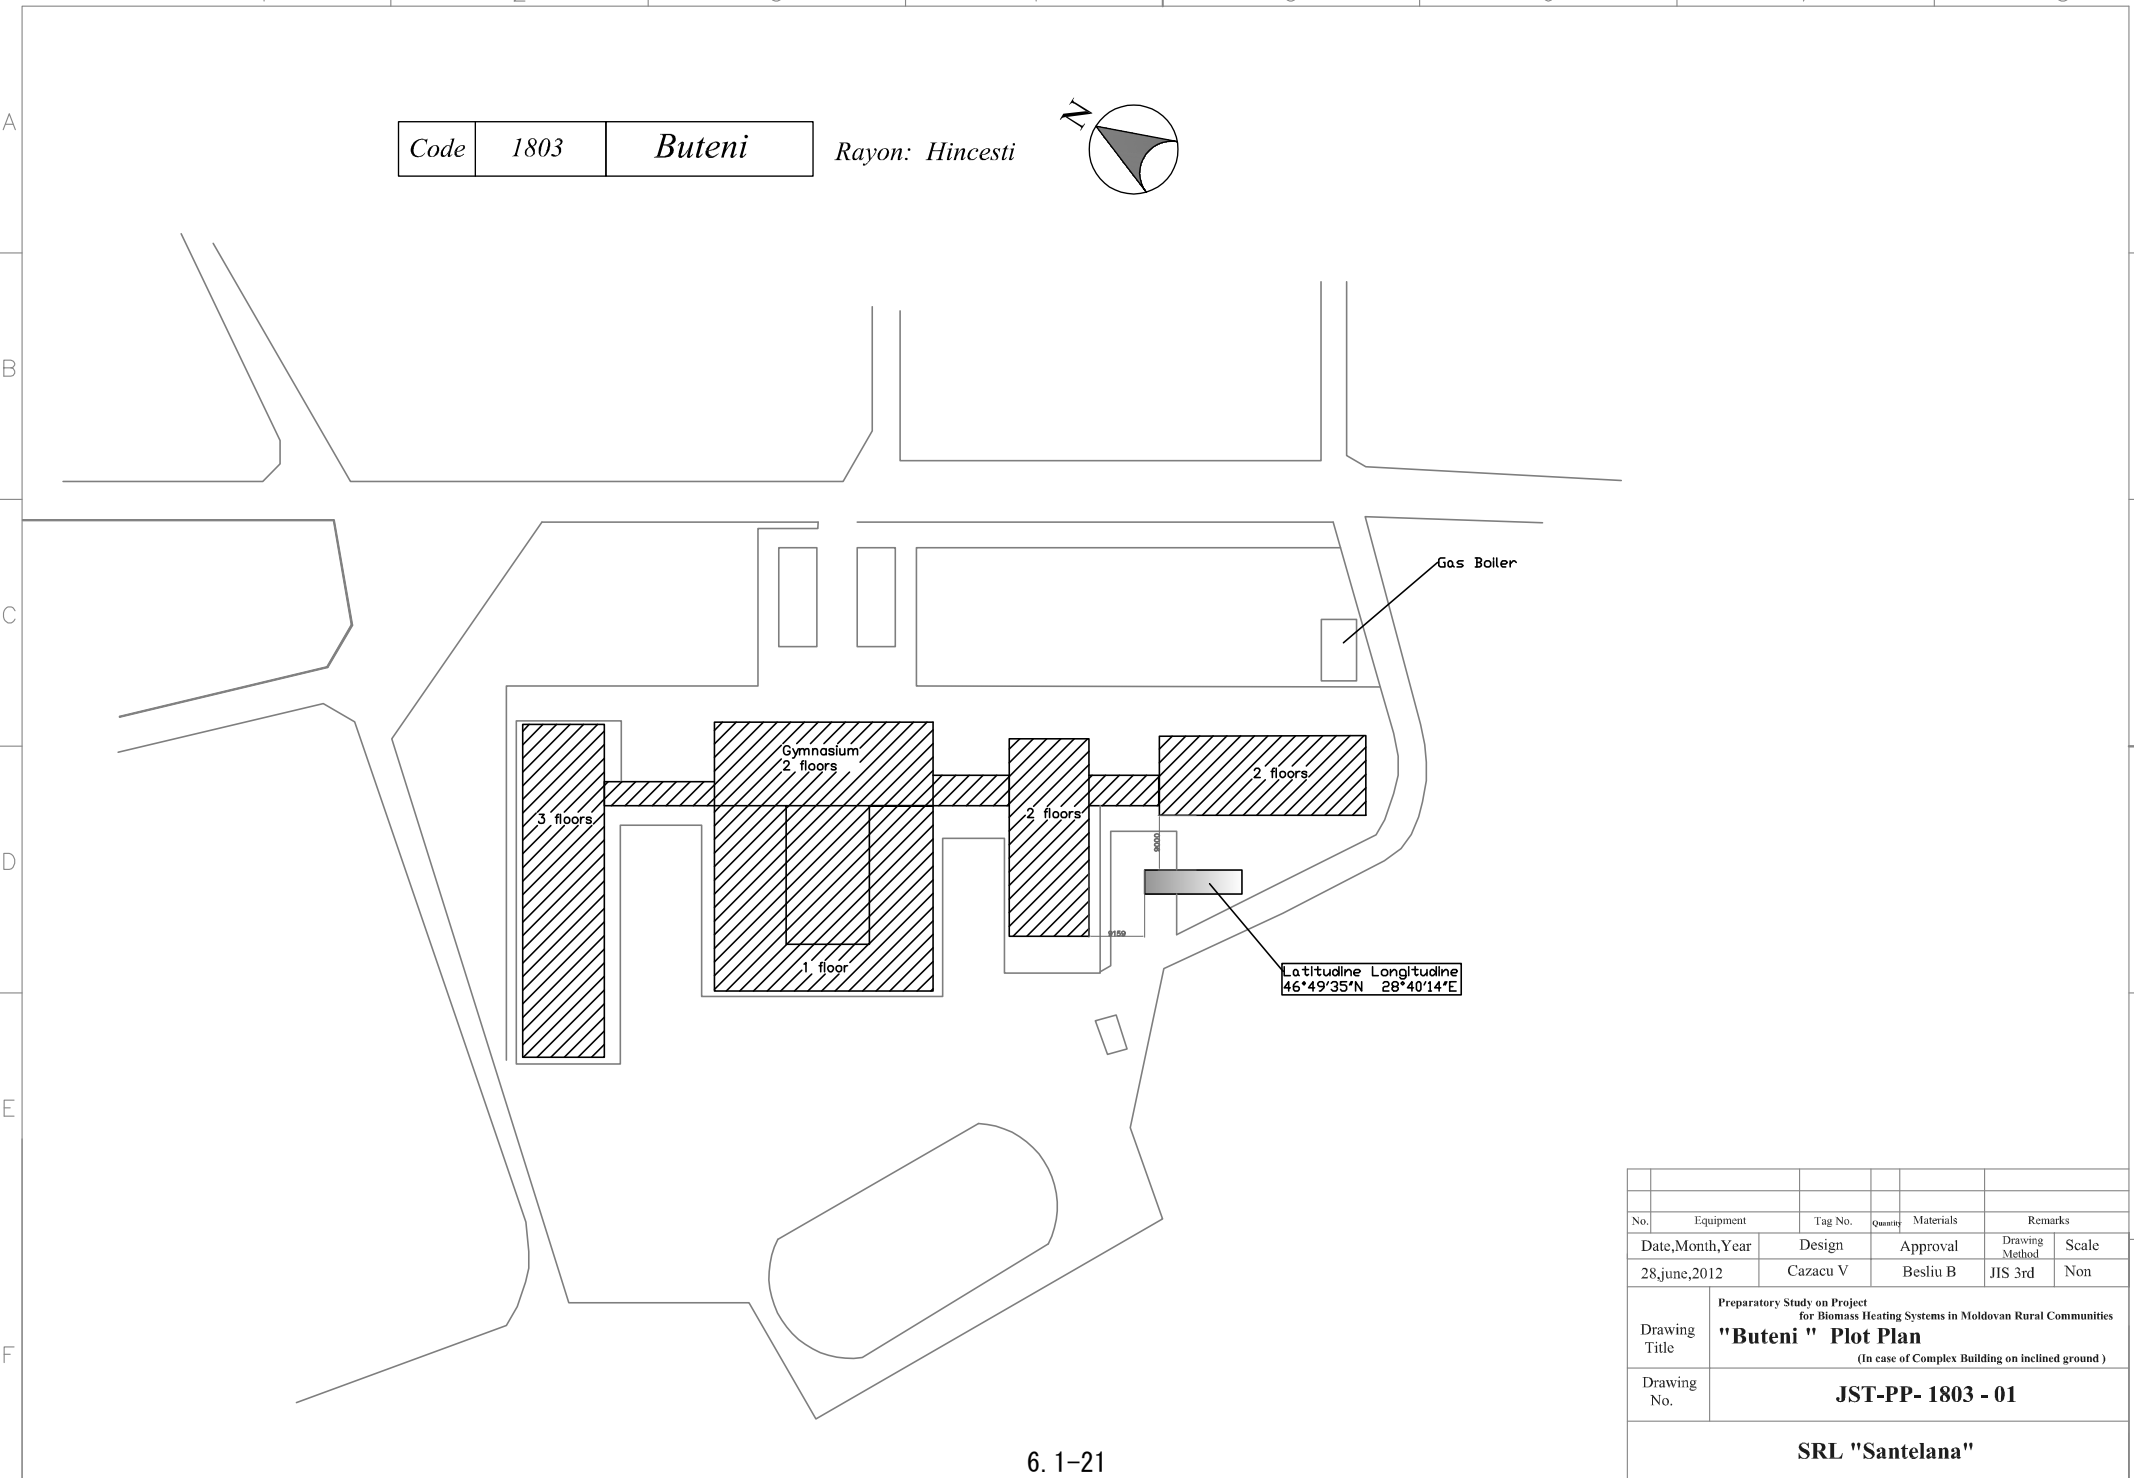 Code 1803 Buteni Rayon: Hincesti N
A
B
C
D
E
F
Gas Boiler
Gymnasium
2 floors
2 floors
3 floors
2 floors
9000
9159
1 floor
Latitudine Longitudine
46°49'35"N 28°40'14"E
No. Equipment Tag No. Quantity Materials Remarks
Date,Month,Year Design Approval Drawing Method Scale
28,june,2012 Cazacu V Besliu B JIS 3rd Non
Drawing Title
Preparatory Study on Project
for Biomass Heating Systems in Moldovan Rural Communities
"Buteni " Plot Plan
(In case of Complex Building on inclined ground )
Drawing No. JST-PP- 1803 - 01
SRL "Santelana"
6. 1-21